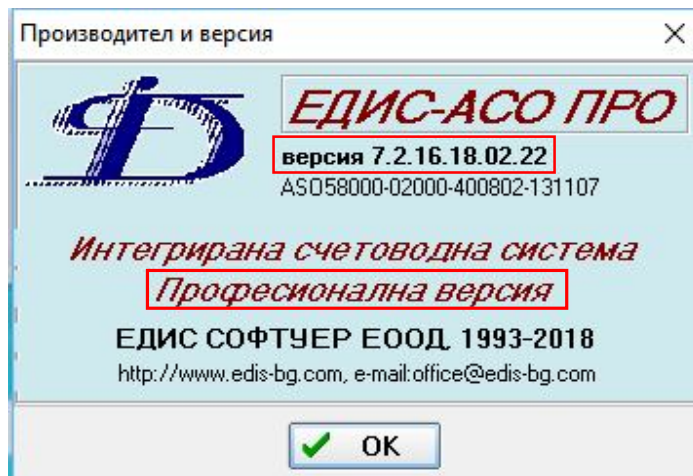 Производител и версия
ЕДИС-АСО ПРО
версия 7.2.16.18.02.22
ASO58000-02000-400802-131107
Интегрирана счетоводна система
Професионална версия
ЕДИС СОФТУЕР ЕООД, 1993-2018
http://www.edis-bg.com, e-mail:office@edis-bg.com
OK